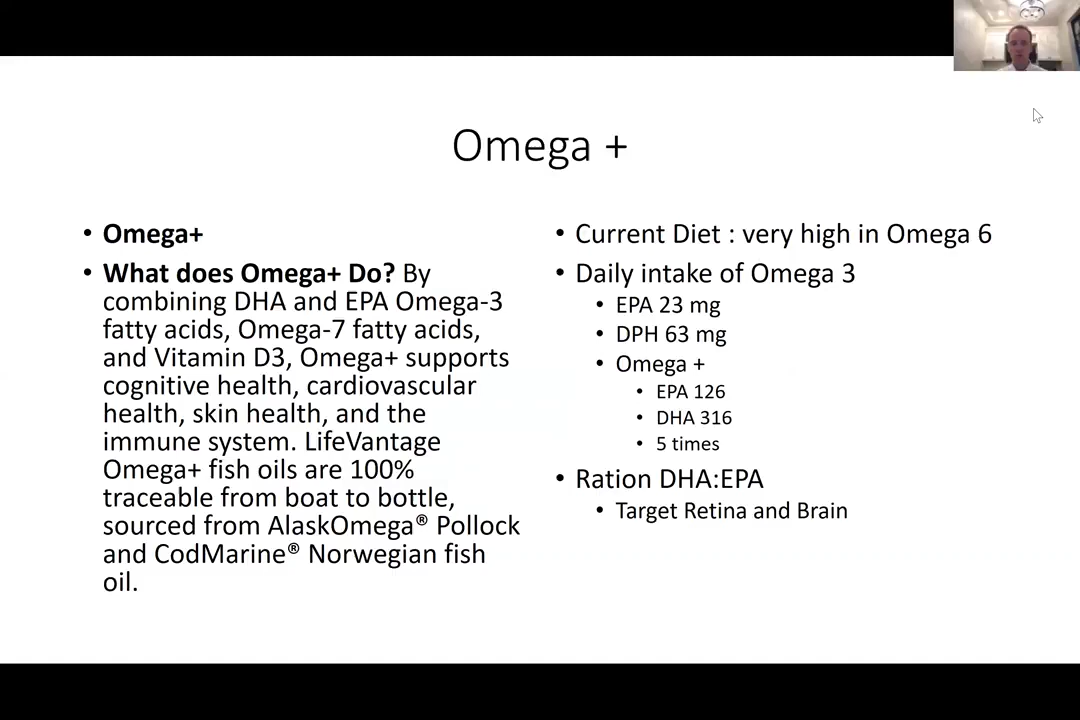 Omega +
• Omega+
• What does Omega+ Do? By
combining DHA and EPA Omega-3
fatty acids, Omega-7 fatty acids,
and Vitamin D3, Omega+ supports
cognitive health, cardiovascular
health, skin health, and the
immune system. LifeVantage
Omega+ fish oils are 100%
traceable from boat to bottle,
sourced from AlaskOmega® Pollock
and CodMarine® Norwegian fish
oil.
• Current Diet : very high in Omega 6
• Daily intake of Omega 3
• EPA 23 mg
• DPH 63 mg
• Omega +
• EPA 126
• DHA 316
• 5 times
• Ration DHA:EPA
• Target Retina and Brain